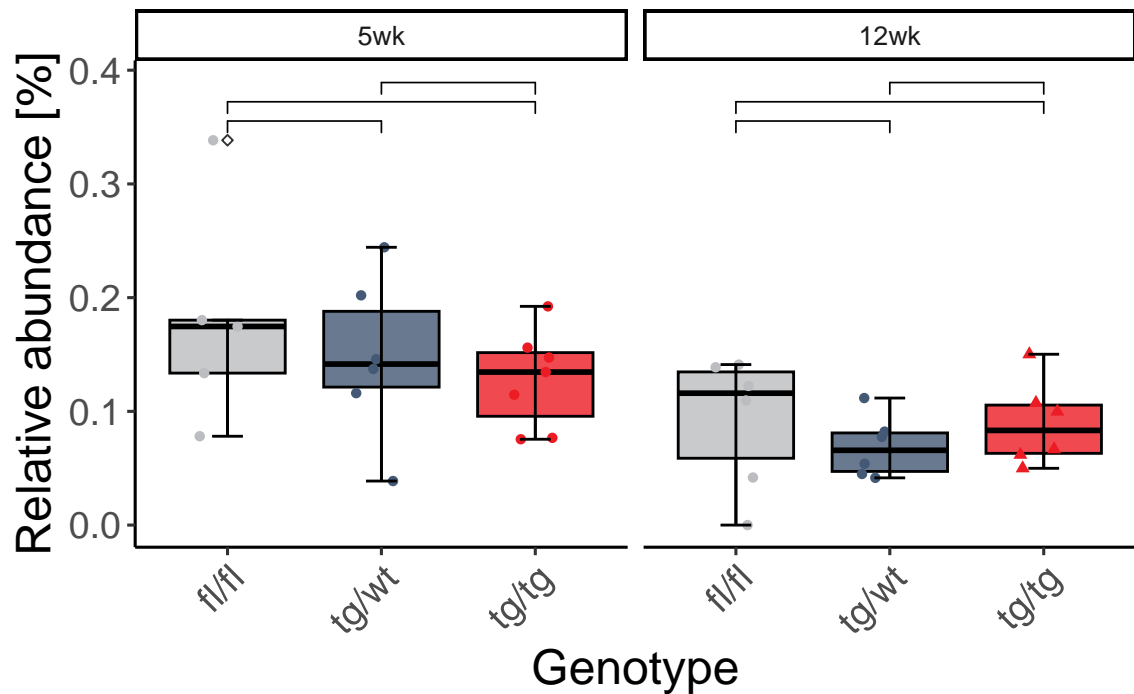 5wk
12wk
Relative abundance [%]
0.4
0.3
0.2
0.1
0.0
fl/fl
tg/wt
tg/tg
fl/fl
tg/wt
tg/tg
Genotype